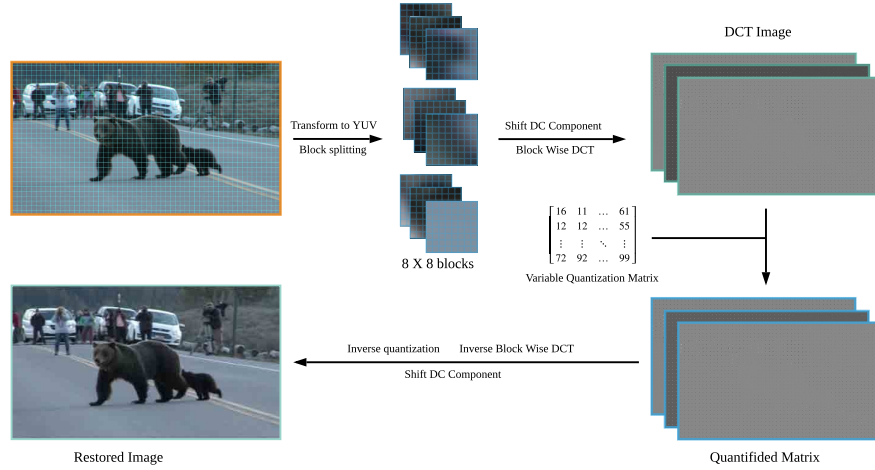 DCT Image
Transform to YUV
Block splitting
Shift DC Component
Block Wise DCT
8 X 8 blocks
16 11 … 61
12 12 … 55
⋮ ⋮ ⋱ ⋮
72 92 … 99
Variable Quantization Matrix
Inverse quantization Inverse Block Wise DCT
Shift DC Component
Restored Image
Quantifided Matrix